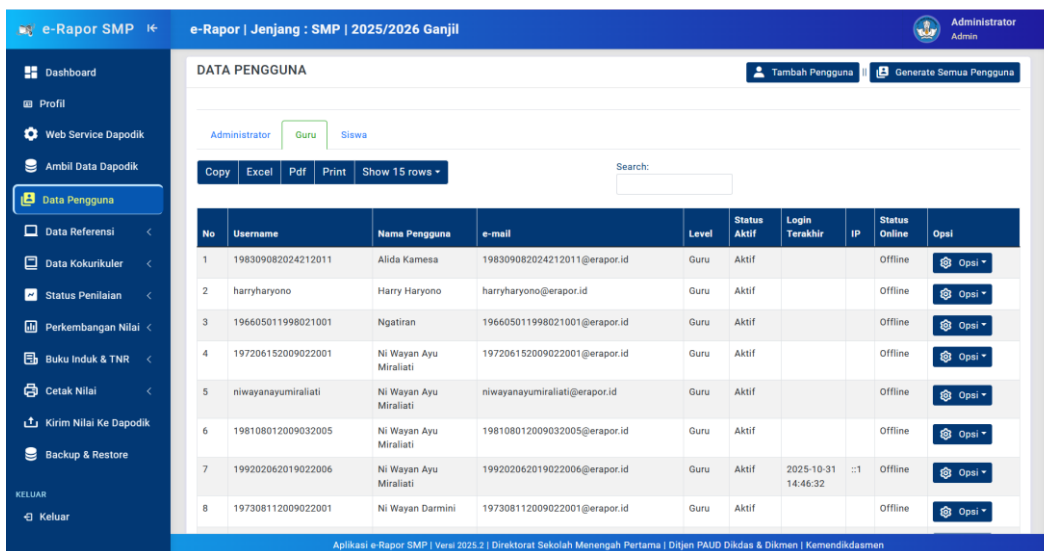 e-Rapor SMP
e-Rapor | Jenjang : SMP | 2025/2026 Ganjil
Administrator
Admin
Dashboard
Profil
Web Service Dapodik
Ambil Data Dapodik
Data Pengguna
Data Referensi
Data Kokurikuler
Status Penilaian
Perkembangan Nilai
Buku Induk & TNR
Cetak Nilai
Kirim Nilai Ke Dapodik
Backup & Restore
KELUAR
Keluar
DATA PENGGUNA
Tambah Pengguna || Generate Semua Pengguna
Administrator Guru Siswa
Copy Excel Pdf Print Show 15 rows
Search:
No Username Nama Pengguna e-mail Level Status Aktif Login Terakhir IP Status Online Opsi
1 198309082024212011 Alida Kamesa 198309082024212011@erapor.id Guru Aktif Offline Opsi
2 harryharyono Harry Haryono harryharyono@erapor.id Guru Aktif Offline Opsi
3 196605011998021001 Ngatiran 196605011998021001@erapor.id Guru Aktif Offline Opsi
4 197206152009022001 Ni Wayan Ayu Miraliati 197206152009022001@erapor.id Guru Aktif Offline Opsi
5 niwayanayumiraliati Ni Wayan Ayu Miraliati niwayanayumiraliati@erapor.id Guru Aktif Offline Opsi
6 198108012009032005 Ni Wayan Ayu Miraliati 198108012009032005@erapor.id Guru Aktif Offline Opsi
7 199202062019022006 Ni Wayan Ayu Miraliati 199202062019022006@erapor.id Guru Aktif 2025-10-31 14:46:32 ::1 Offline Opsi
8 197308112009022001 Ni Wayan Darmini 197308112009022001@erapor.id Guru Aktif Offline Opsi
Aplikasi e-Rapor SMP | Versi 2025.2 | Direktorat Sekolah Menengah Pertama | Ditjen PAUD Dikdas & Dikmen | Kemendikdasmen